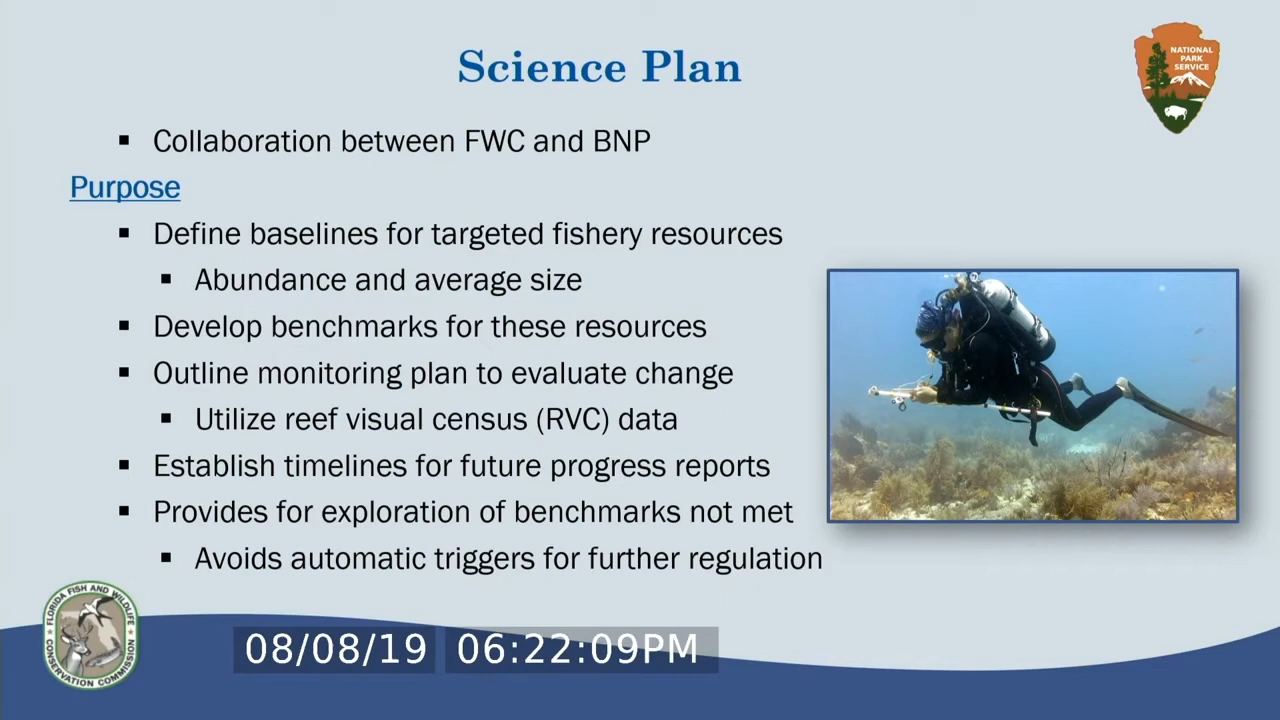 Science Plan
NATIONAL
PARK
SERVICE
▪ Collaboration between FWC and BNP
Purpose
▪ Define baselines for targeted fishery resources
▪ Abundance and average size
▪ Develop benchmarks for these resources
▪ Outline monitoring plan to evaluate change
▪ Utilize reef visual census (RVC) data
▪ Establish timelines for future progress reports
▪ Provides for exploration of benchmarks not met
▪ Avoids automatic triggers for further regulation
FLORIDA FISH AND WILDLIFE
CONSERVATION COMMISSION
08/08/19 06:22:09PM